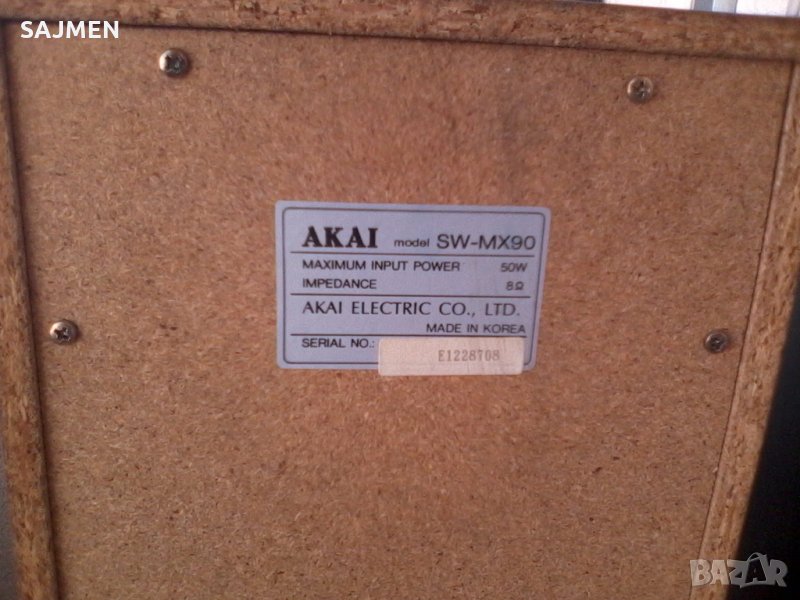 SAJMEN
AKAI model SW-MX90
MAXIMUM INPUT POWER 50W
IMPEDANCE 8Ω
AKAI ELECTRIC CO., LTD.
MADE IN KOREA
SERIAL NO.: E1228708
BAZAR